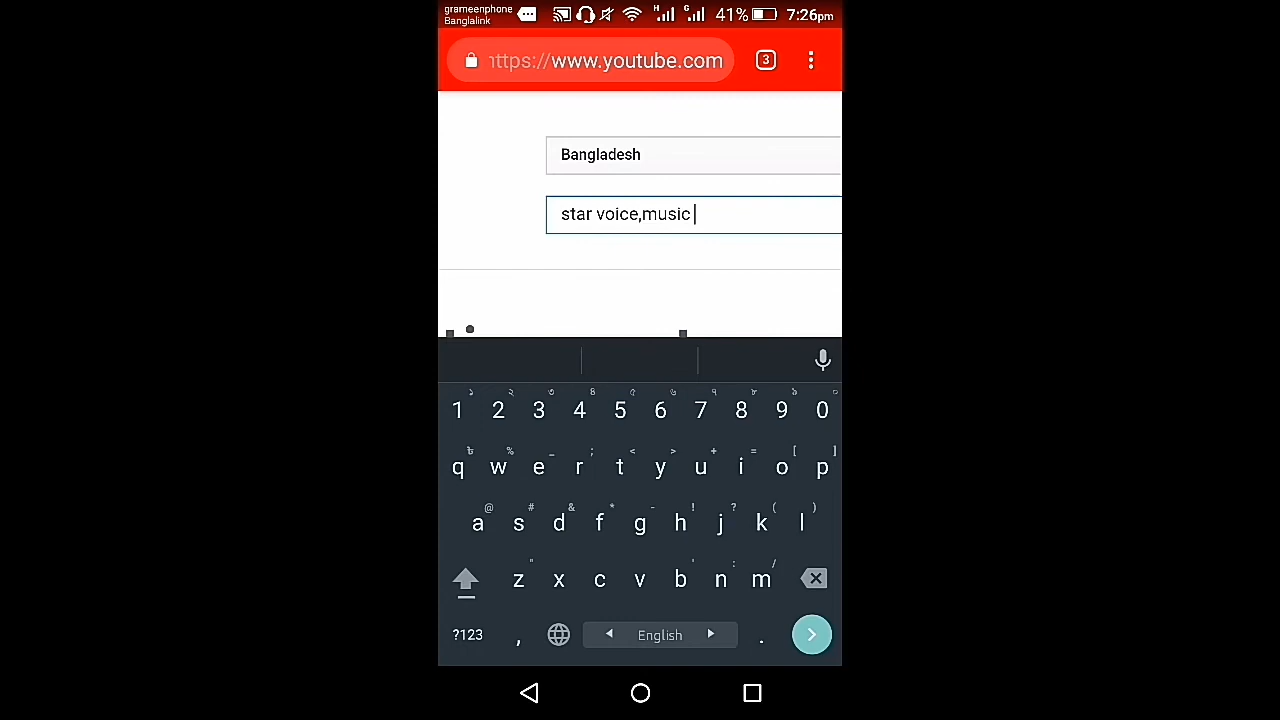 grameenphone
Banglalink
41% 7:26pm
https://www.youtube.com
3
Bangladesh
star voice,music
1 2 3 4 5 6 7 8 9 0
q w e r t y u i o p
a s d f g h j k l
z x c v b n m
?123 , English .